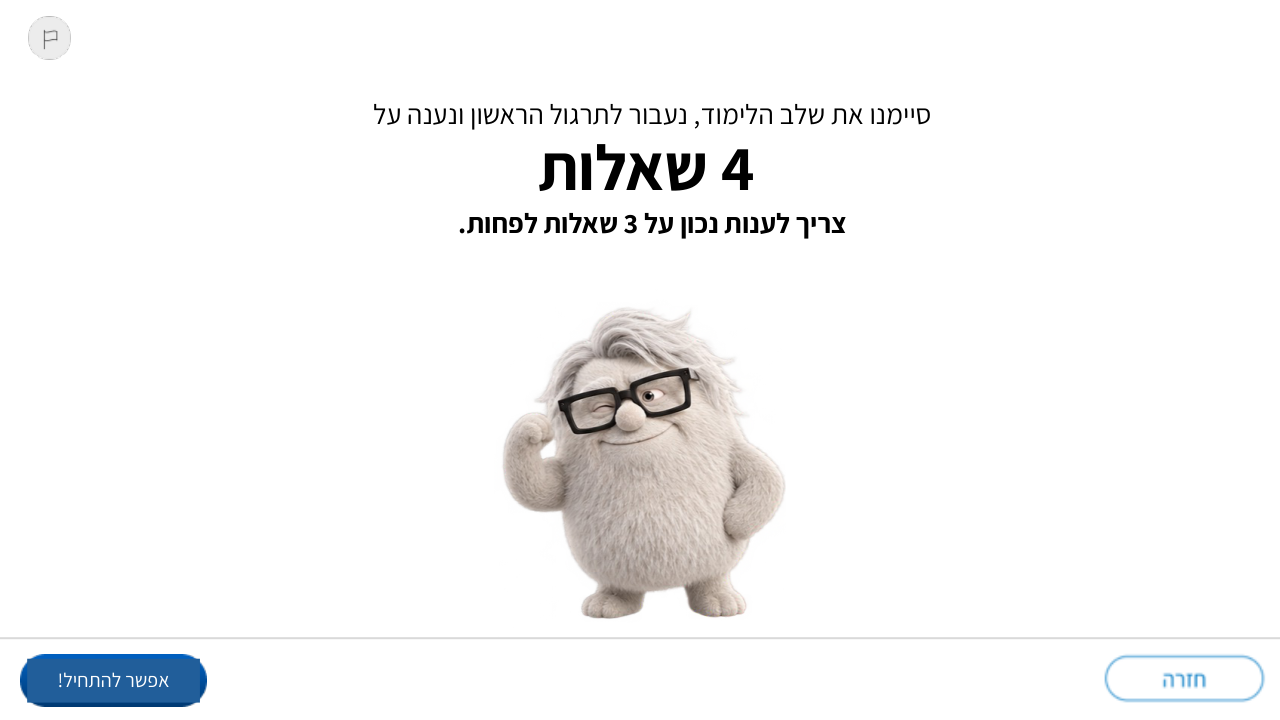 סיימנו את שלב הלימוד, נעבור לתרגול הראשון ונענה על
4 שאלות
צריך לענות נכון על 3 שאלות לפחות.
חזרה
אפשר להתחיל!